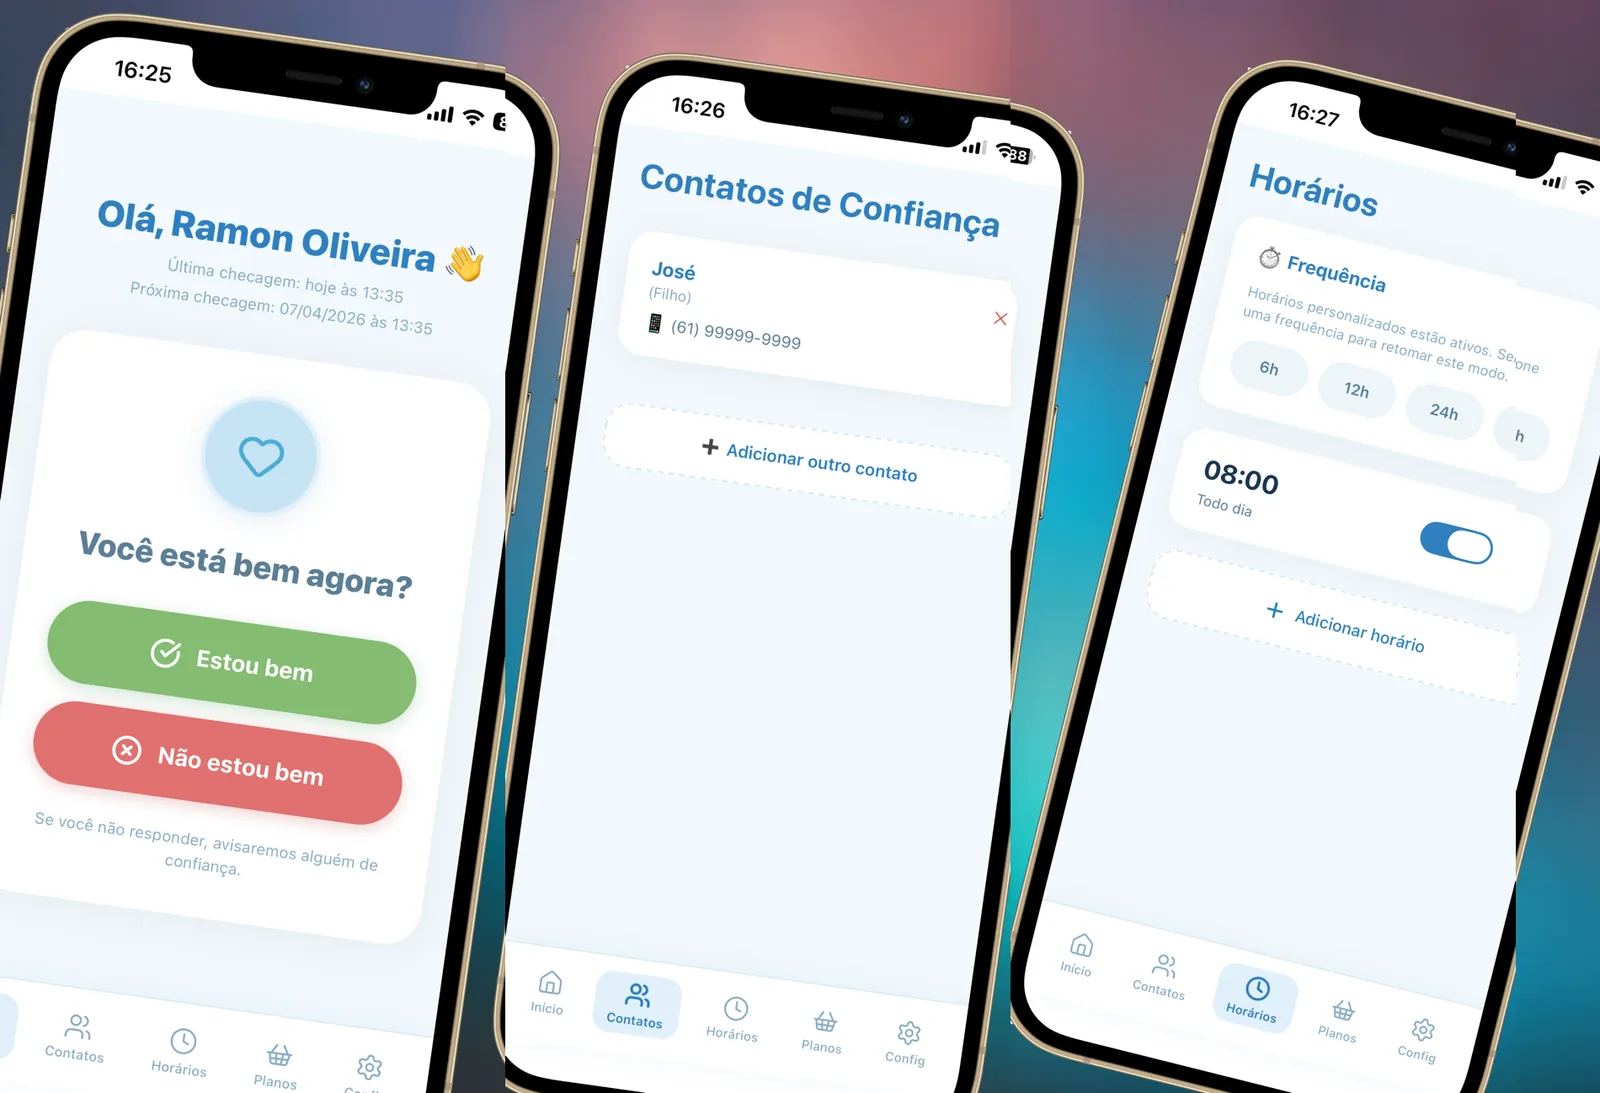 16:25
Olá, Ramon Oliveira 👋
Última checagem: hoje às 13:35
Próxima checagem: 07/04/2026 às 13:35
Você está bem agora?
Estou bem
Não estou bem
Se você não responder, avisaremos alguém de
confiança.
Contatos
Horários
Planos
16:26
38
Contatos de Confiança
José
(Filho)
(61) 99999-9999
Adicionar outro contato
Início
Contatos
Horários
Planos
Config
16:27
Horários
Frequência
Horários personalizados estão ativos.
uma frequência para retomar este modo.
6h
12h
24h
h
08:00
Todo dia
Adicionar horário
Início
Contatos
Horários
Planos
Config